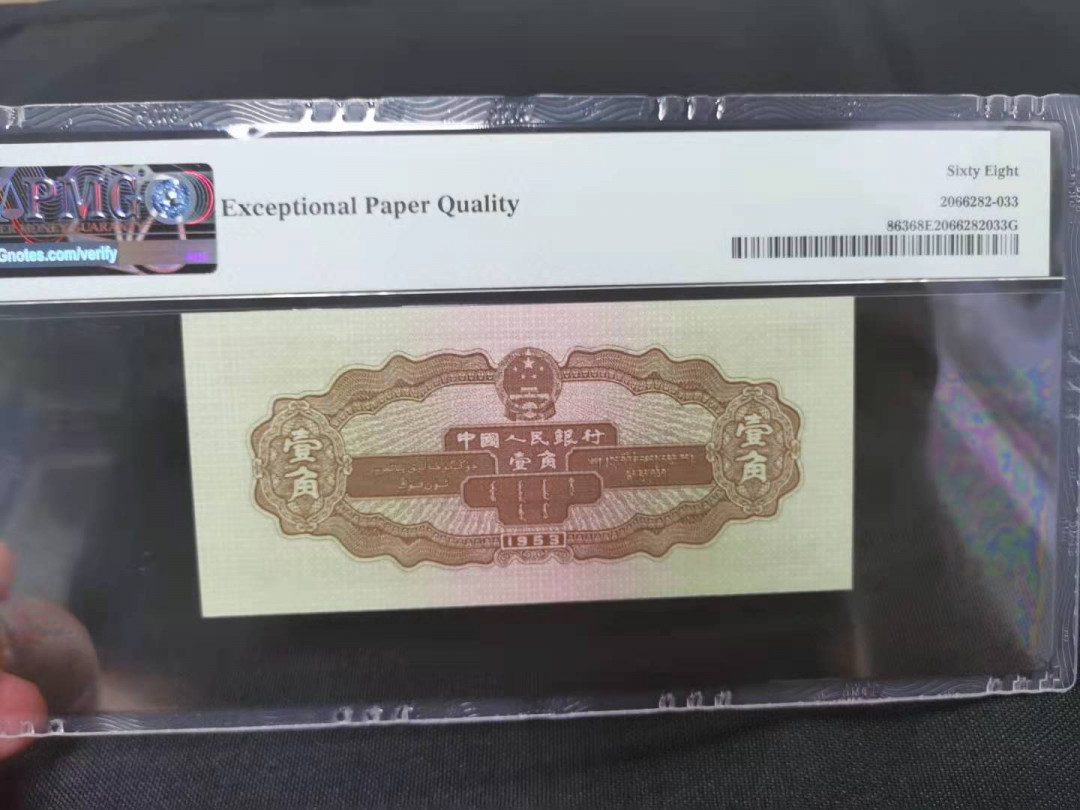 PMG
Gnotes.com/verify
Exceptional Paper Quality
Sixty Eight
2066282-033
86368E2066282033G
中國人民銀行
壹角
壹角
壹角
1953